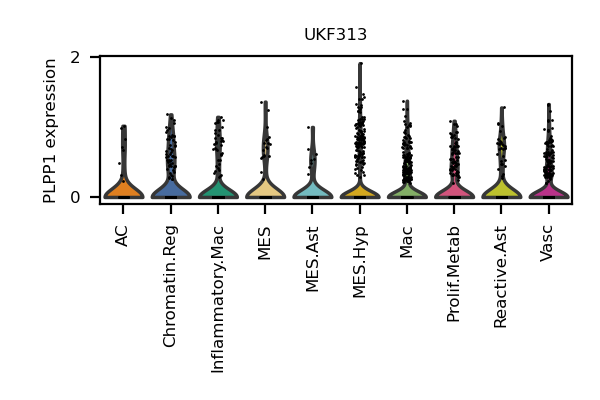 UKF313
PLPP1 expression
2
0
AC
Chromatin.Reg
Inflammatory.Mac
MES
MES.Ast
MES.Hyp
Mac
Prolif.Metab
Reactive.Ast
Vasc